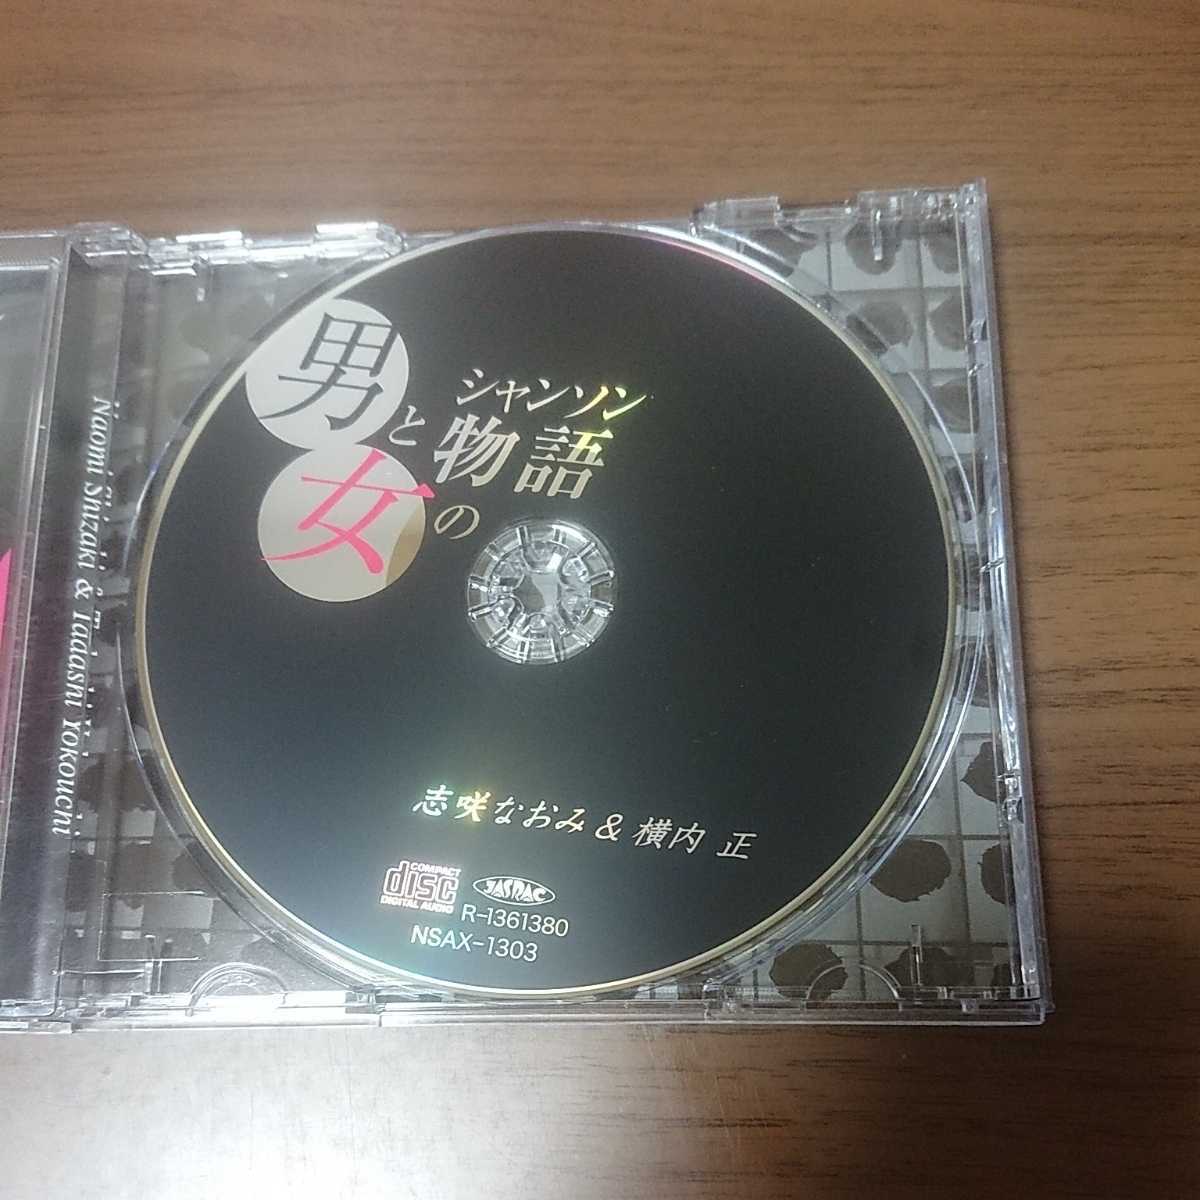 男と
女の
シャンソン
物語
志咲なおみ & 横内 正
COMPACT
disc
DIGITAL AUDIO
JASRAC
R-1361380
NSAX-1303
Naomi Shizaki & Tadashi Yokouchi